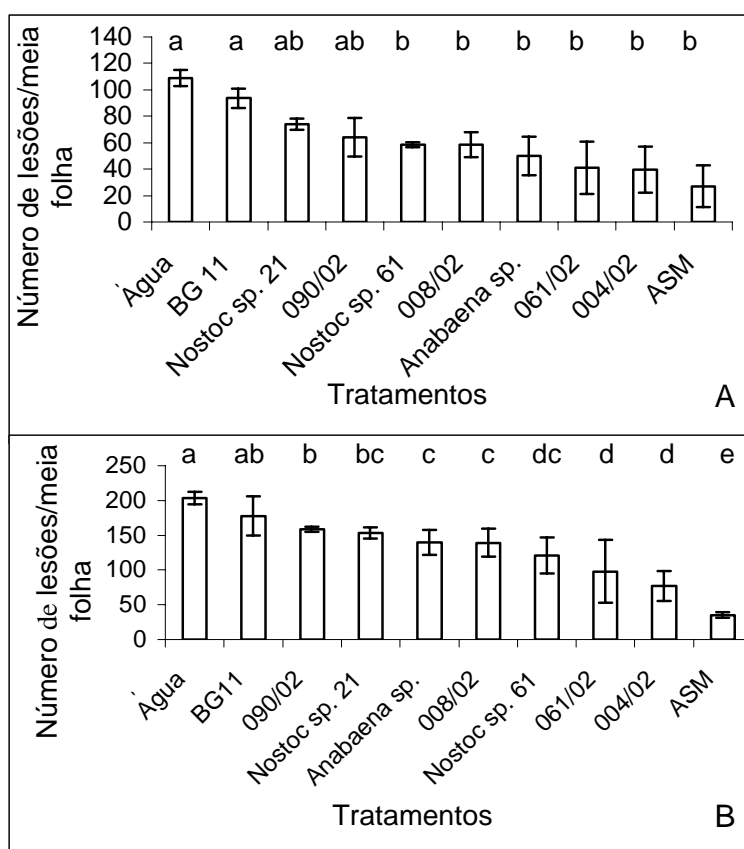 Número de lesões/meia
folha
140
120
100
80
60
40
20
0
a a ab ab b b b b b b
Água
BG 11
Nostoc sp. 21
090/02
Nostoc sp. 61
008/02
Anabaena sp.
061/02
004/02
ASM
Tratamentos
A
Número de lesões/meia
folha
250
200
150
100
50
0
a ab b bc c c dc d d e
Água
BG11
090/02
Nostoc sp. 21
Anabaena sp.
008/02
Nostoc sp. 61
061/02
004/02
ASM
Tratamentos
B